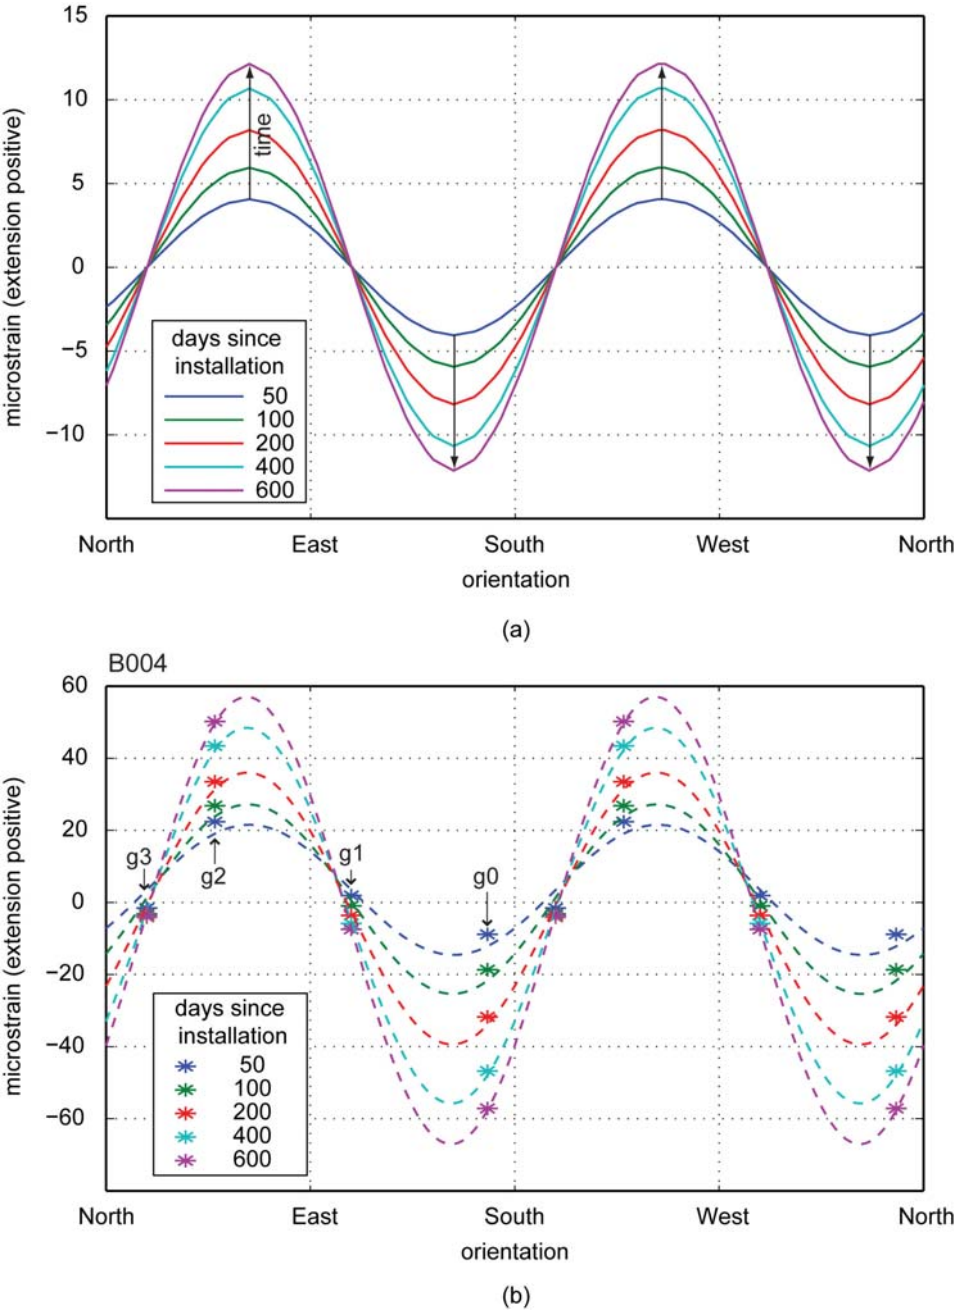 15
10
5
0
−5
−10
microstrain (extension positive)
time
days since
installation
50
100
200
400
600
North
East
South
West
North
orientation
(a)
B004
60
40
20
0
−20
−40
−60
microstrain (extension positive)
g3
g2
g1
g0
days since
installation
50
100
200
400
600
North
East
South
West
North
orientation
(b)